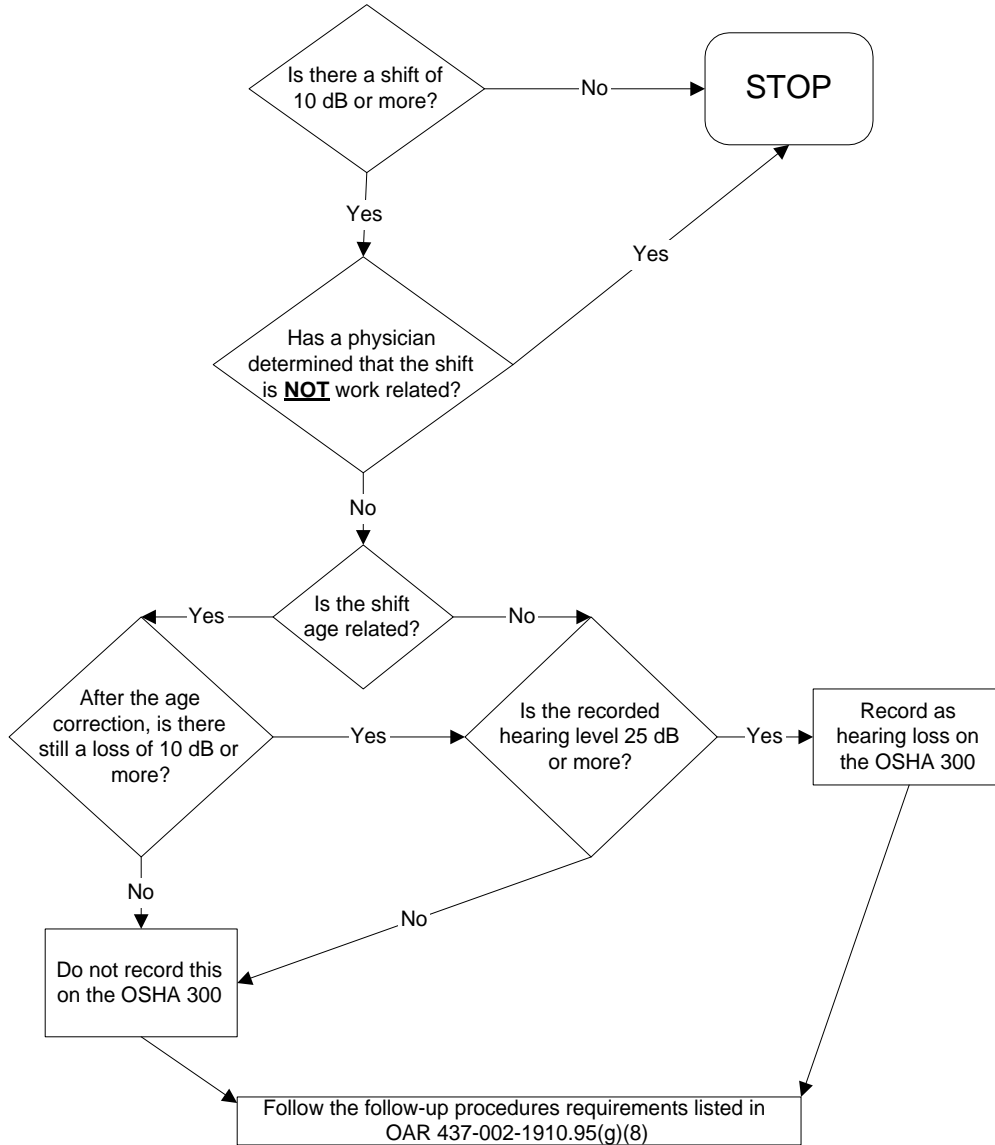 Is there a shift of
10 dB or more?
No
STOP
Yes
Yes
Has a physician
determined that the shift
is NOT work related?
No
Is the shift
age related?
Yes
No
After the age
correction, is there
still a loss of 10 dB or
more?
Yes
Is the recorded
hearing level 25 dB
or more?
Yes
Record as
hearing loss on
the OSHA 300
No
No
Do not record this
on the OSHA 300
Follow the follow-up procedures requirements listed in
OAR 437-002-1910.95(g)(8)